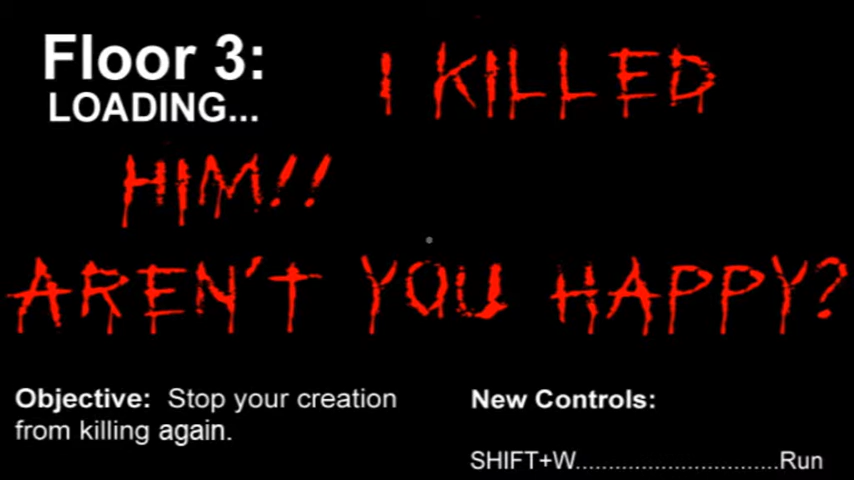 Floor 3:
LOADING...
I KILLED
HIM!!
AREN'T YOU HAPPY?
Objective: Stop your creation
from killing again.
New Controls:
SHIFT+W...............................Run